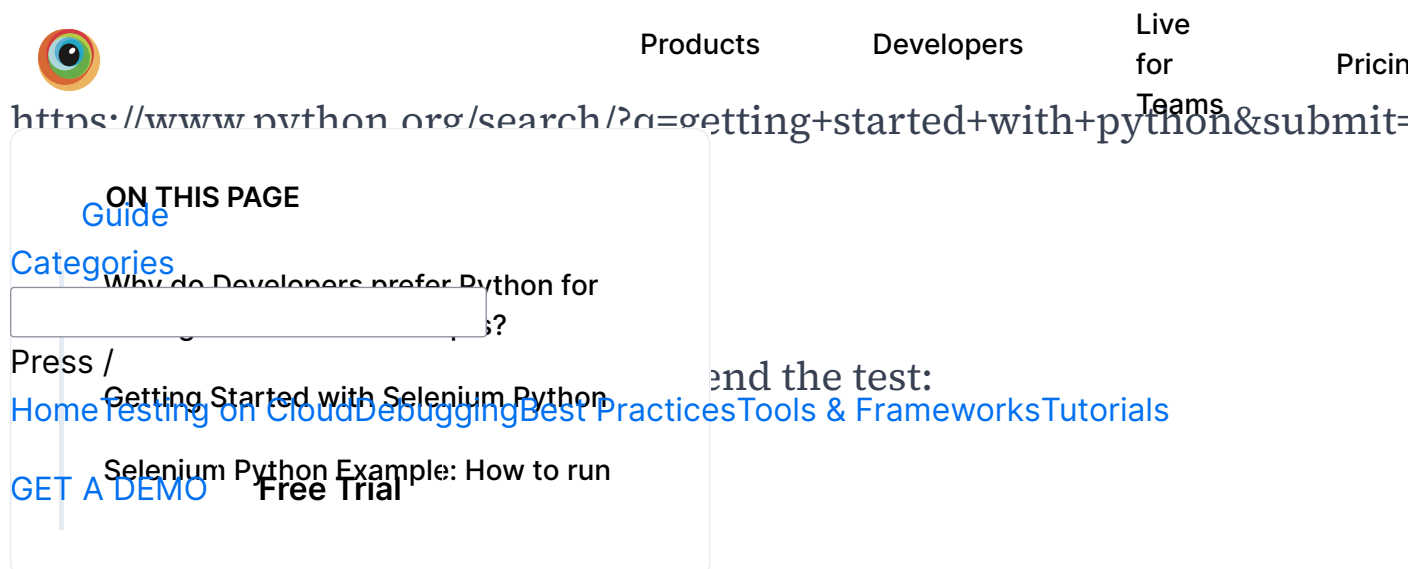 Products
Developers
Live
for
Teams
Pricin
https://www.python.org/search/?q=getting+started+with+python&submit=
ON THIS PAGE
Guide
Categories
Why do Developers prefer Python for
s?
Press /
end the test:
Getting Started with Selenium Python
HomeTesting on CloudDebuggingBest PracticesTools & FrameworksTutorials
Selenium Python Example: How to run
GET A DEMO
Free Trial